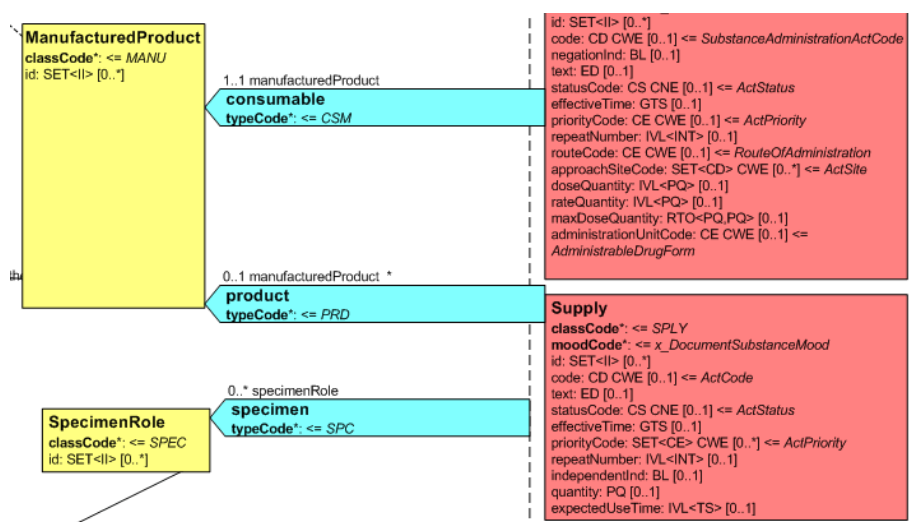 ManufacturedProduct
classCode*: <= MANU
id: SET<II> [0..*]
1..1 manufacturedProduct
consumable
typeCode*: <= CSM
id: SET<II> [0..*]
code: CD CWE [0..1] <= SubstanceAdministrationActCode
negationInd: BL [0..1]
text: ED [0..1]
statusCode: CS CNE [0..1] <= ActStatus
effectiveTime: GTS [0..1]
priorityCode: CE CWE [0..1] <= ActPriority
repeatNumber: IVL<INT> [0..1]
routeCode: CE CWE [0..1] <= RouteOfAdministration
approachSiteCode: SET<CD> CWE [0..*] <= ActSite
doseQuantity: IVL<PQ> [0..1]
rateQuantity: IVL<PQ> [0..1]
maxDoseQuantity: RTO<PQ,PQ> [0..1]
administrationUnitCode: CE CWE [0..1] <=
AdministrableDrugForm
0..1 manufacturedProduct *
product
typeCode*: <= PRD
Supply
classCode*: <= SPLY
moodCode*: <= x_DocumentSubstanceMood
id: SET<II> [0..*]
code: CD CWE [0..1] <= ActCode
text: ED [0..1]
statusCode: CS CNE [0..1] <= ActStatus
effectiveTime: GTS [0..1]
priorityCode: SET<CE> CWE [0..*] <= ActPriority
repeatNumber: IVL<INT> [0..1]
independentInd: BL [0..1]
quantity: PQ [0..1]
expectedUseTime: IVL<TS> [0..1]
0..* specimenRole
specimen
typeCode*: <= SPC
SpecimenRole
classCode*: <= SPEC
id: SET<II> [0..*]